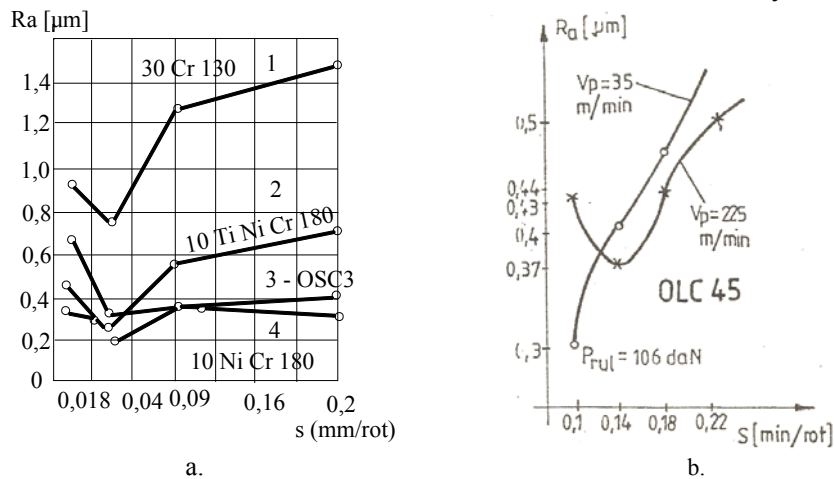 Ra [µm]
1,4
1,2
1,0
0,8
0,6
0,4
0,2
0
30 Cr 130
1
2
10 Ti Ni Cr 180
3 - OSC3
4
10 Ni Cr 180
0,018 0,04 0,09 0,16 0,2
s (mm/rot)
a.
Ra [µm]
Vp=35
m/min
0,5
0,44
0,43
0,4
0,37
0,3
Vp=225
m/min
OLC 45
Prul = 106 daN
0,1 0,14 0,18 0,22 S [min/rot]
b.